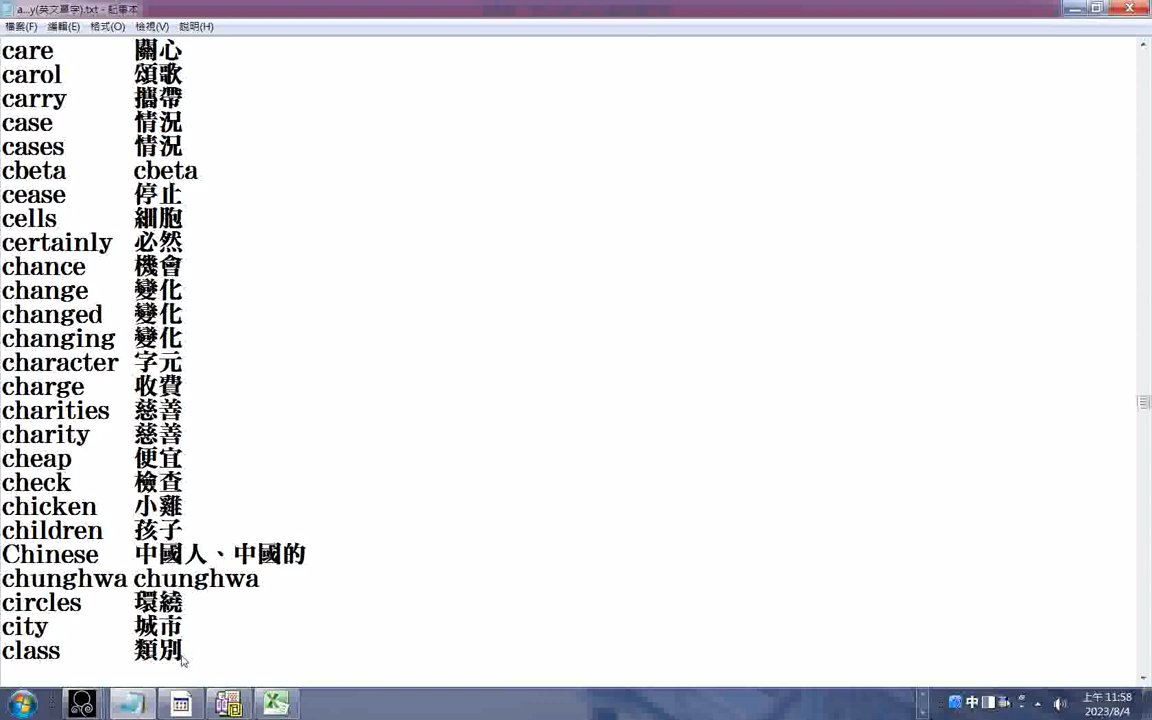 a...y(英文單字).txt - 記事本
檔案(F) 編輯(E) 格式(O) 檢視(V) 說明(H)
care 關心
carol 頌歌
carry 攜帶
case 情況
cases 情況
cbeta cbeta
cease 停止
cells 細胞
certainly 必然
chance 機會
change 變化
changed 變化
changing 變化
character 字元
charge 收費
charities 慈善
charity 慈善
cheap 便宜
check 檢查
chicken 小雞
children 孩子
Chinese 中國人、中國的
chunghwa chunghwa
circles 環繞
city 城市
class 類別
中
上午 11:58
2023/8/4